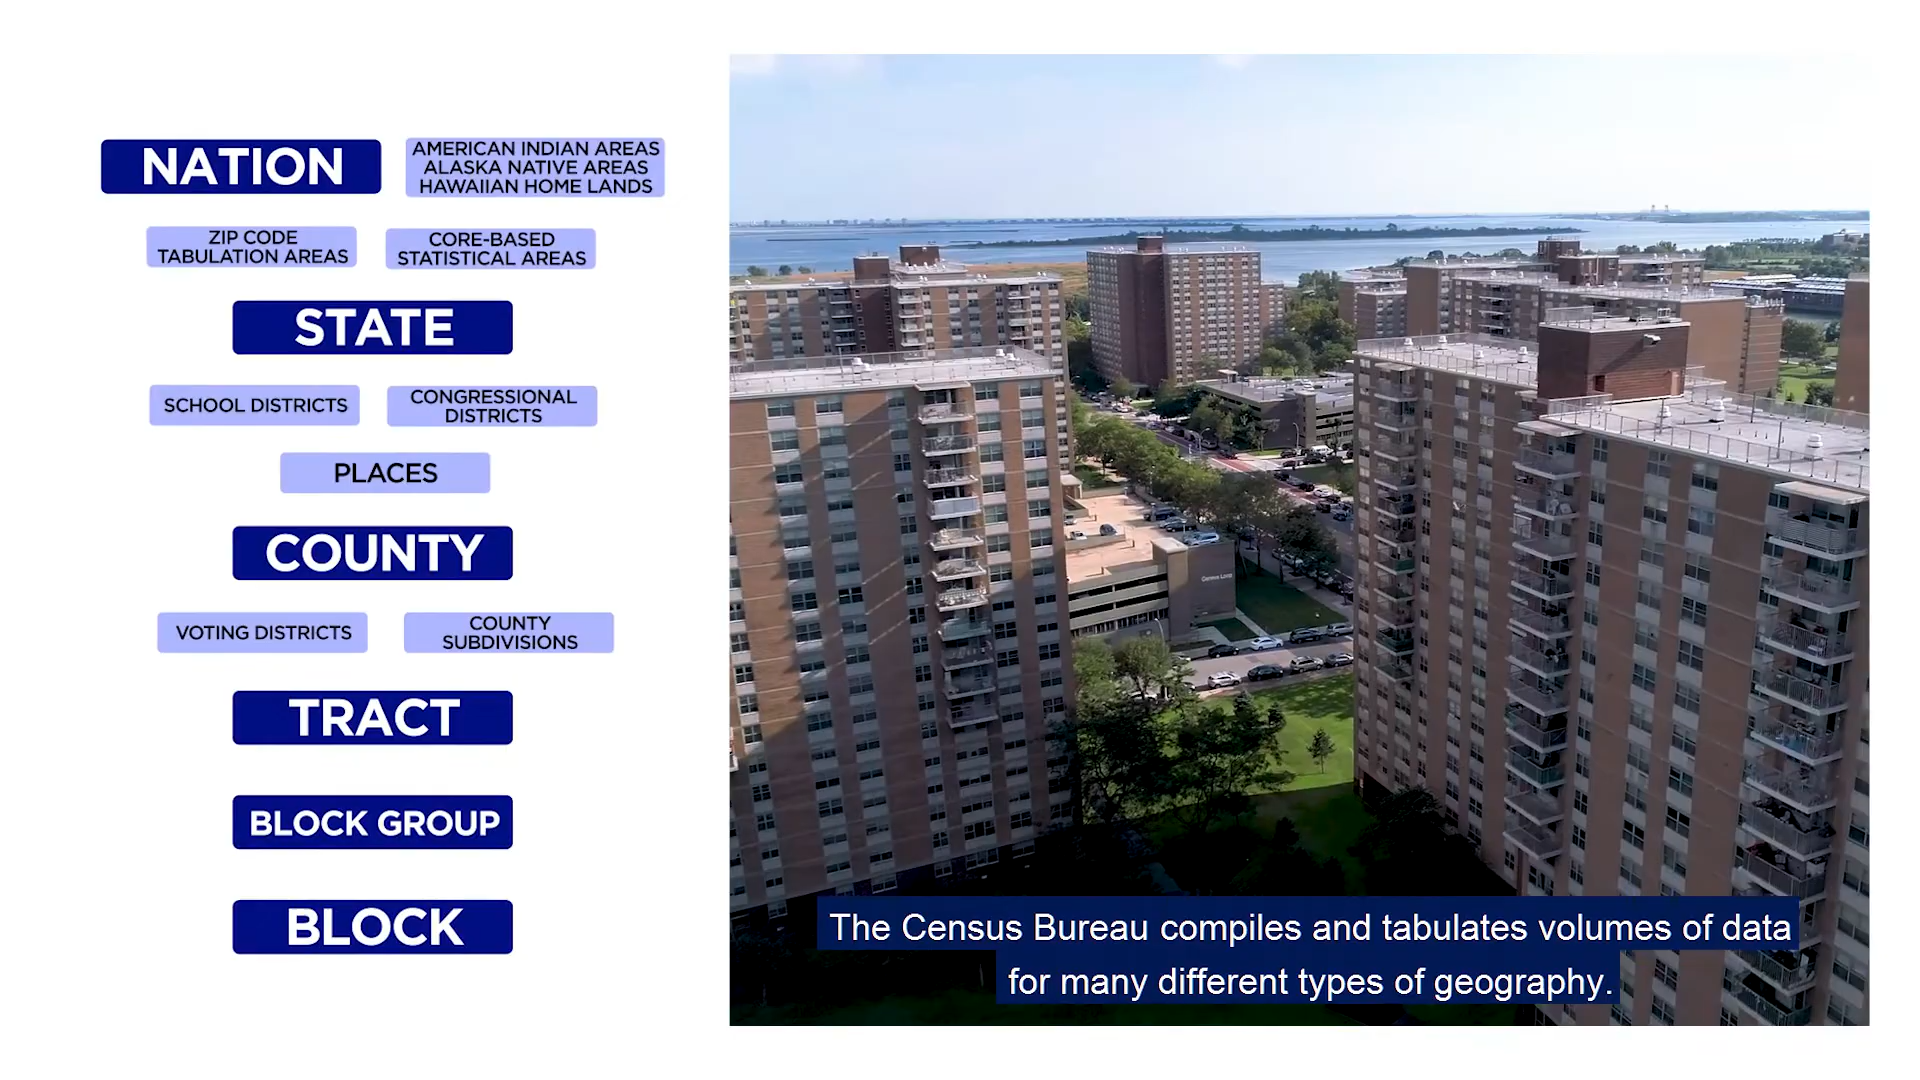 NATION
AMERICAN INDIAN AREAS
ALASKA NATIVE AREAS
HAWAIIAN HOME LANDS
ZIP CODE
TABULATION AREAS
CORE-BASED
STATISTICAL AREAS
STATE
SCHOOL DISTRICTS
CONGRESSIONAL
DISTRICTS
PLACES
COUNTY
VOTING DISTRICTS
COUNTY
SUBDIVISIONS
TRACT
BLOCK GROUP
BLOCK
Geneva Loop
The Census Bureau compiles and tabulates volumes of data
for many different types of geography.